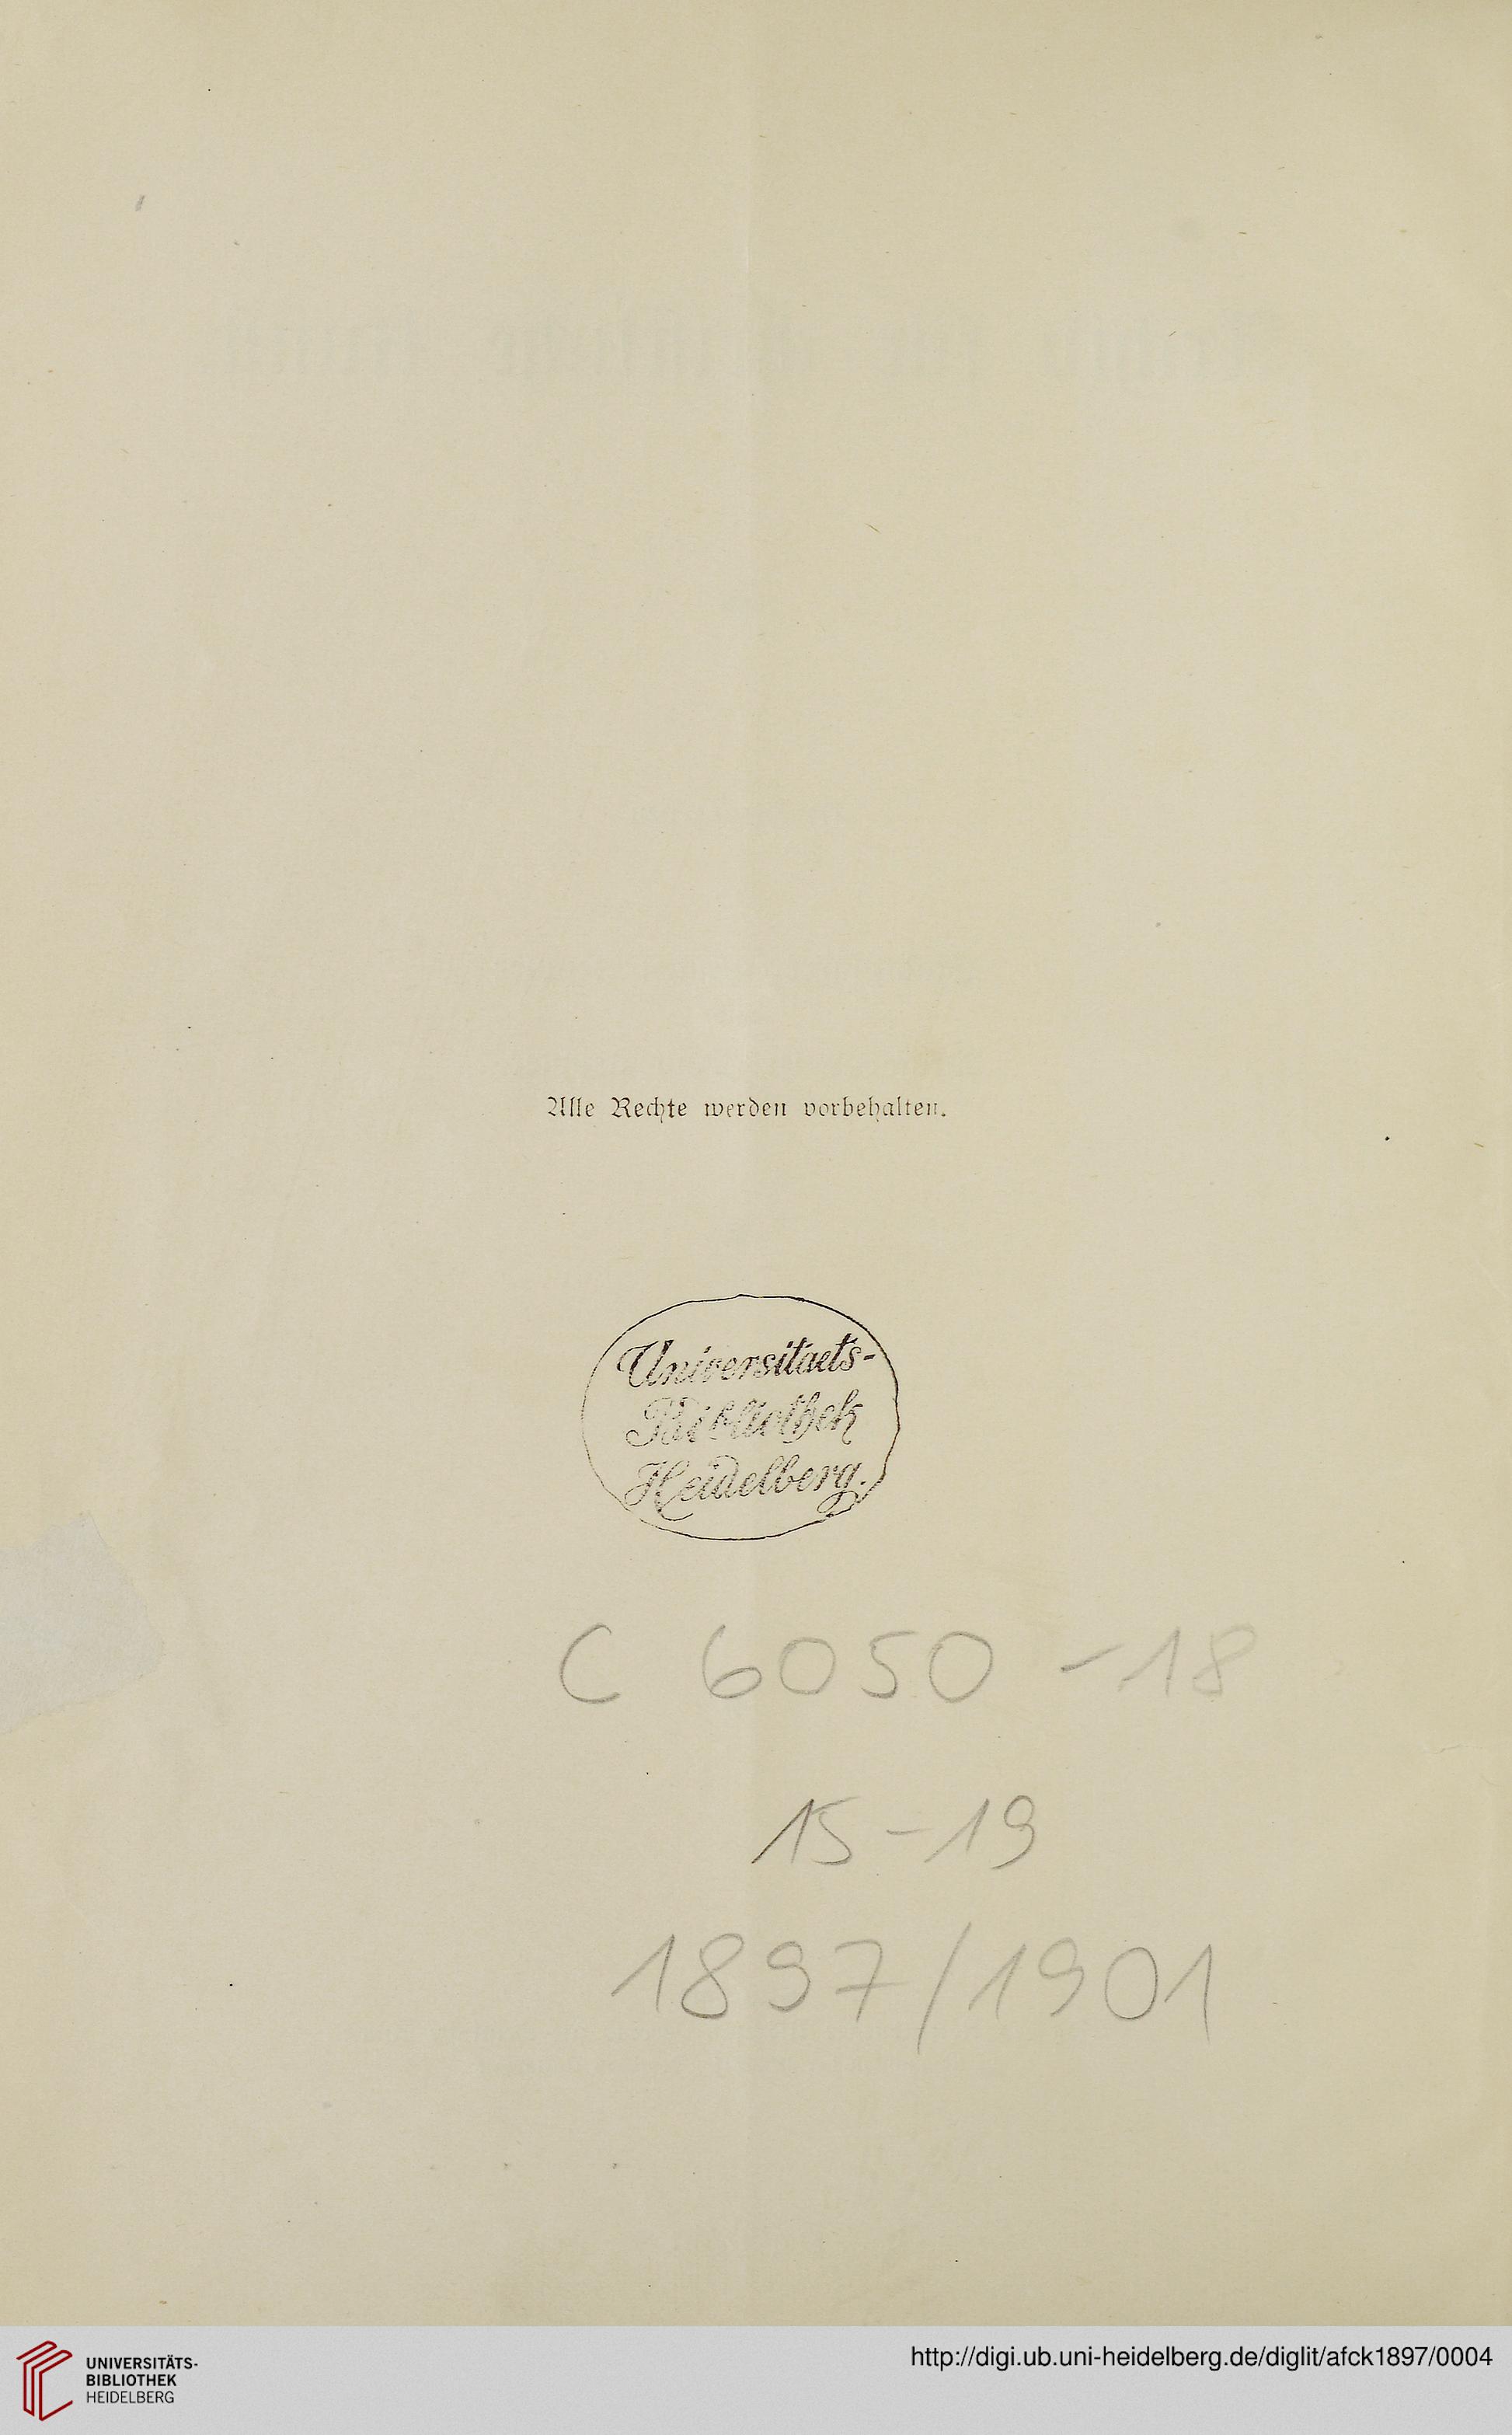 Alle Rechte werden vorbehalten.
Universitaets-
Bibliothek
Heidelberg.
C 6050 -18
15-19
1897/1901
UNIVERSITÄTS-
BIBLIOTHEK
HEIDELBERG
http://digi.ub.uni-heidelberg.de/diglit/afck1897/0004